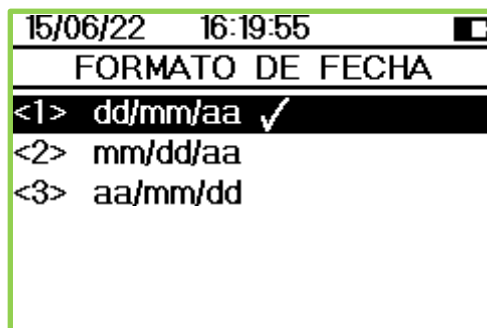 15/06/22 16:19:55
FORMATO DE FECHA
<1> dd/mm/aa ✓
<2> mm/dd/aa
<3> aa/mm/dd